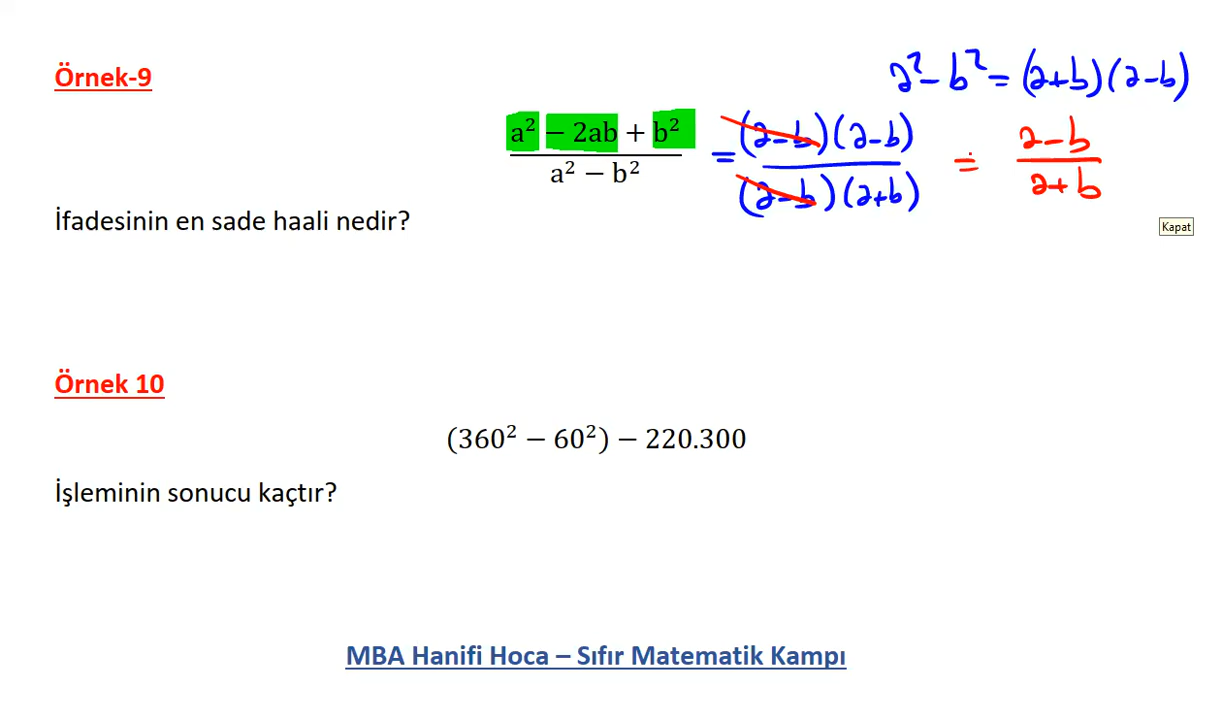 Örnek-9
a² − b² = (a+b)(a−b)
a² − 2ab + b² / a² − b² = (a−b)(a−b) / (a−b)(a+b) = a−b / a+b
İfadesinin en sade haali nedir?
Kapat
Örnek 10
(360² − 60²) − 220.300
İşleminin sonucu kaçtır?
MBA Hanifi Hoca – Sıfır Matematik Kampı